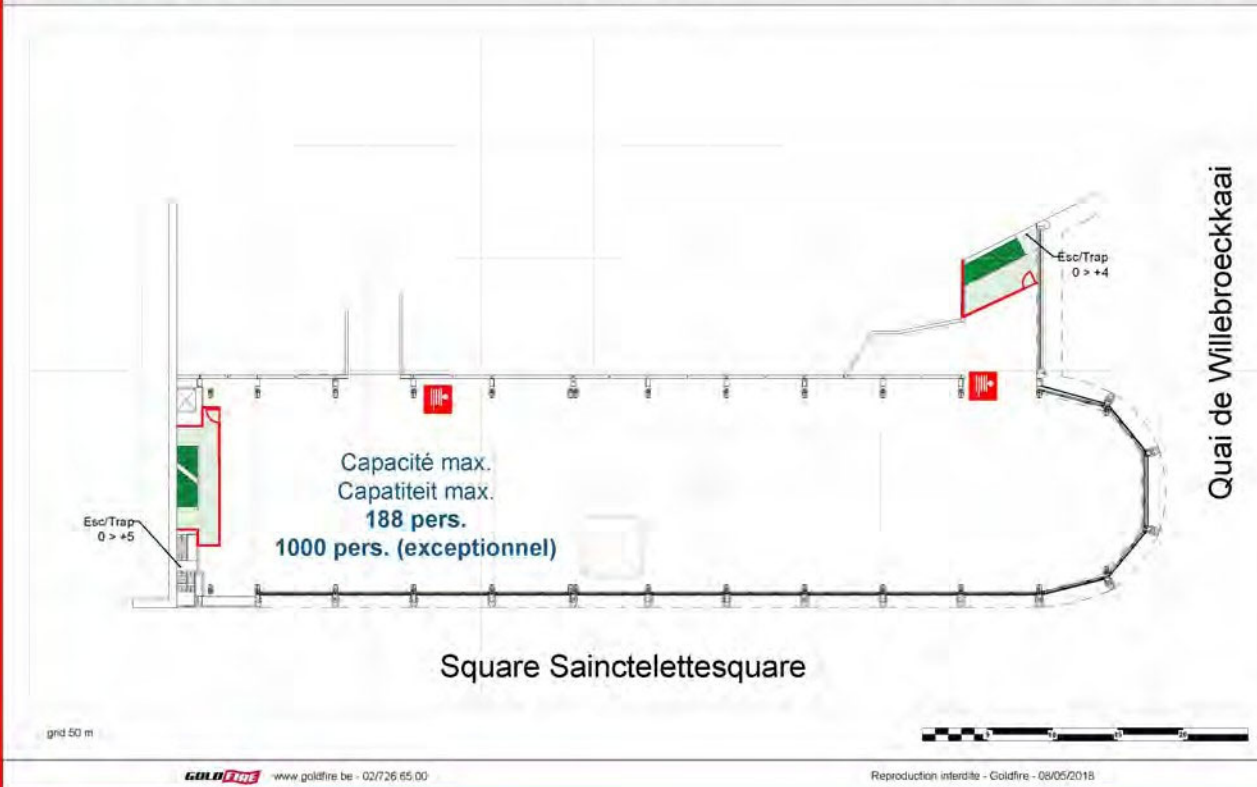 Quai de Willebroeckkaai
Esc/Trap
0 > +4
Capacité max.
Capatiteit max.
188 pers.
1000 pers. (exceptionnel)
Esc/Trap
0 > +5
Square Sainctelettesquare
grid 50 m
GOLDFIRE www.goldfire.be - 02/726.65.00
Reproduction interdite - Goldfire - 08/05/2018